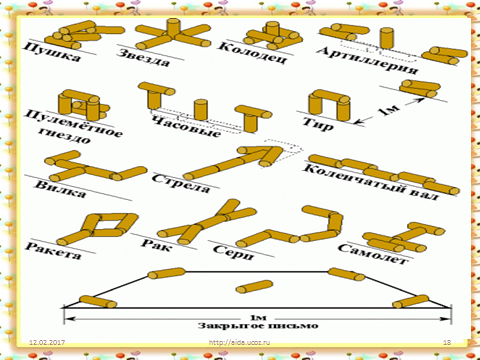 Пушка
Звезда
Колодец
Артиллерия
Пулемётное
гнездо
Часовые
Тир
1м
Вилка
Стрела
Коленчатый вал
Ракета
Рак
Серп
Самолет
1м
Закрытое письмо
12.02.2017
http://aida.ucoz.ru
18